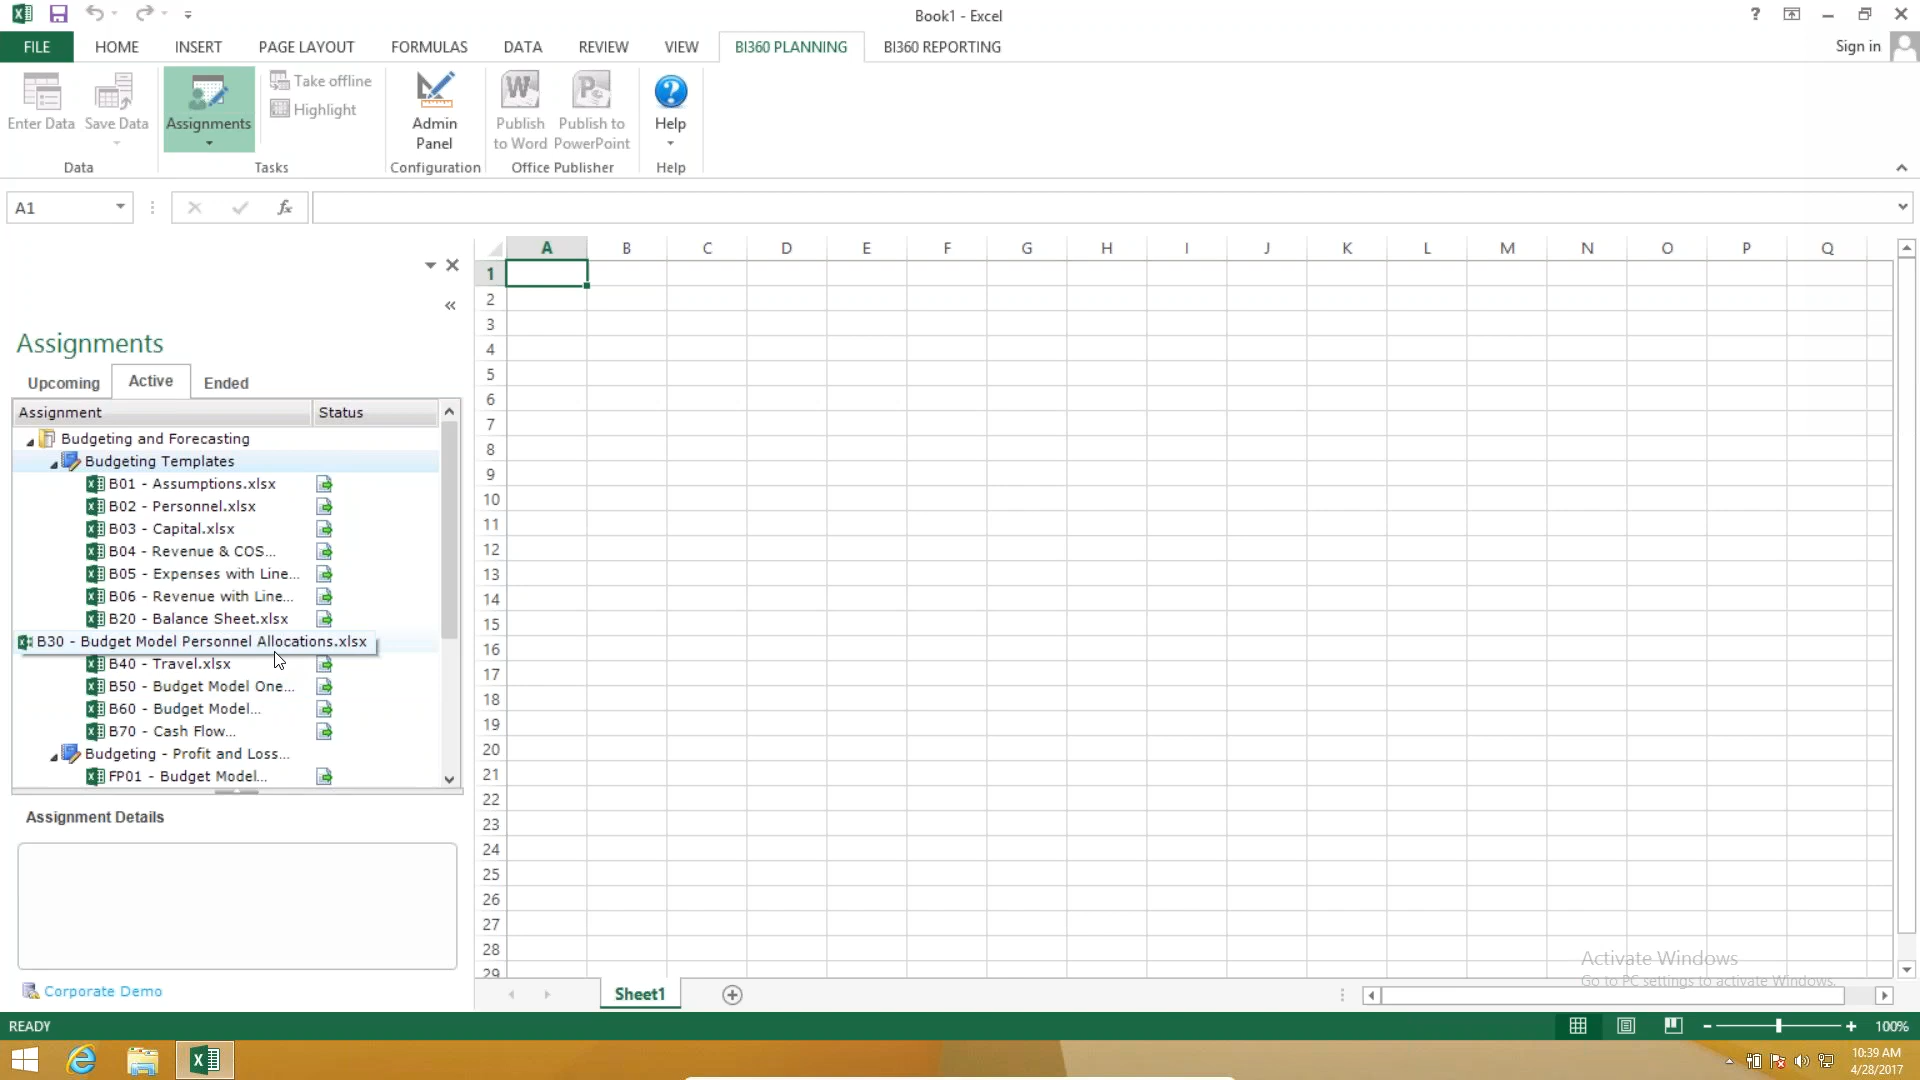 Book1 - Excel
?
FILE HOME INSERT PAGE LAYOUT FORMULAS DATA REVIEW VIEW BI360 PLANNING BI360 REPORTING Sign in
Enter Data Save Data Assignments Take offline Admin Publish Publish to Help
Highlight Panel to Word PowerPoint
Data Tasks Configuration Office Publisher Help
A1 fx
A B C D E F G H I J K L M N O P Q
1
2
3
4
5
6
7
8
9
10
11
12
13
14
15
16
17
18
19
20
21
22
23
24
25
26
27
28
29
Assignments
Upcoming Active Ended
Assignment Status
Budgeting and Forecasting
Budgeting Templates
B01 - Assumptions.xlsx
B02 - Personnel.xlsx
B03 - Capital.xlsx
B04 - Revenue & COS...
B05 - Expenses with Line...
B06 - Revenue with Line...
B20 - Balance Sheet.xlsx
B30 - Budget Model Personnel Allocations.xlsx
B40 - Travel.xlsx
B50 - Budget Model One...
B60 - Budget Model...
B70 - Cash Flow...
Budgeting - Profit and Loss...
FP01 - Budget Model...
Assignment Details
Corporate Demo
Activate Windows
Go to PC settings to activate Windows.
Sheet1
READY 100%
10:39 AM
4/28/2017